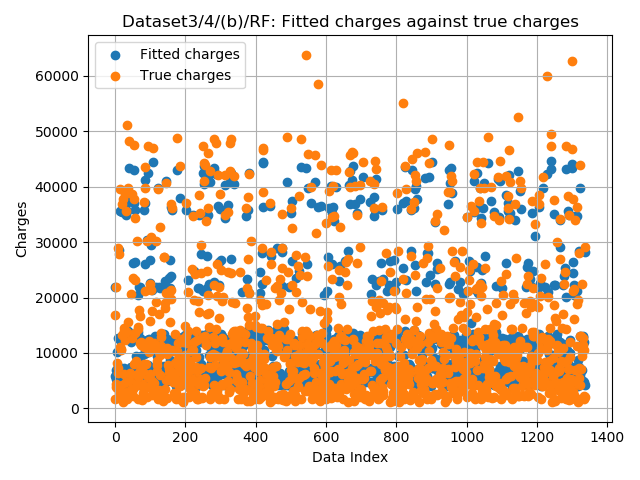 Dataset3/4/(b)/RF: Fitted charges against true charges
Fitted charges
True charges
60000
50000
40000
30000
20000
10000
0
Charges
0 200 400 600 800 1000 1200 1400
Data Index